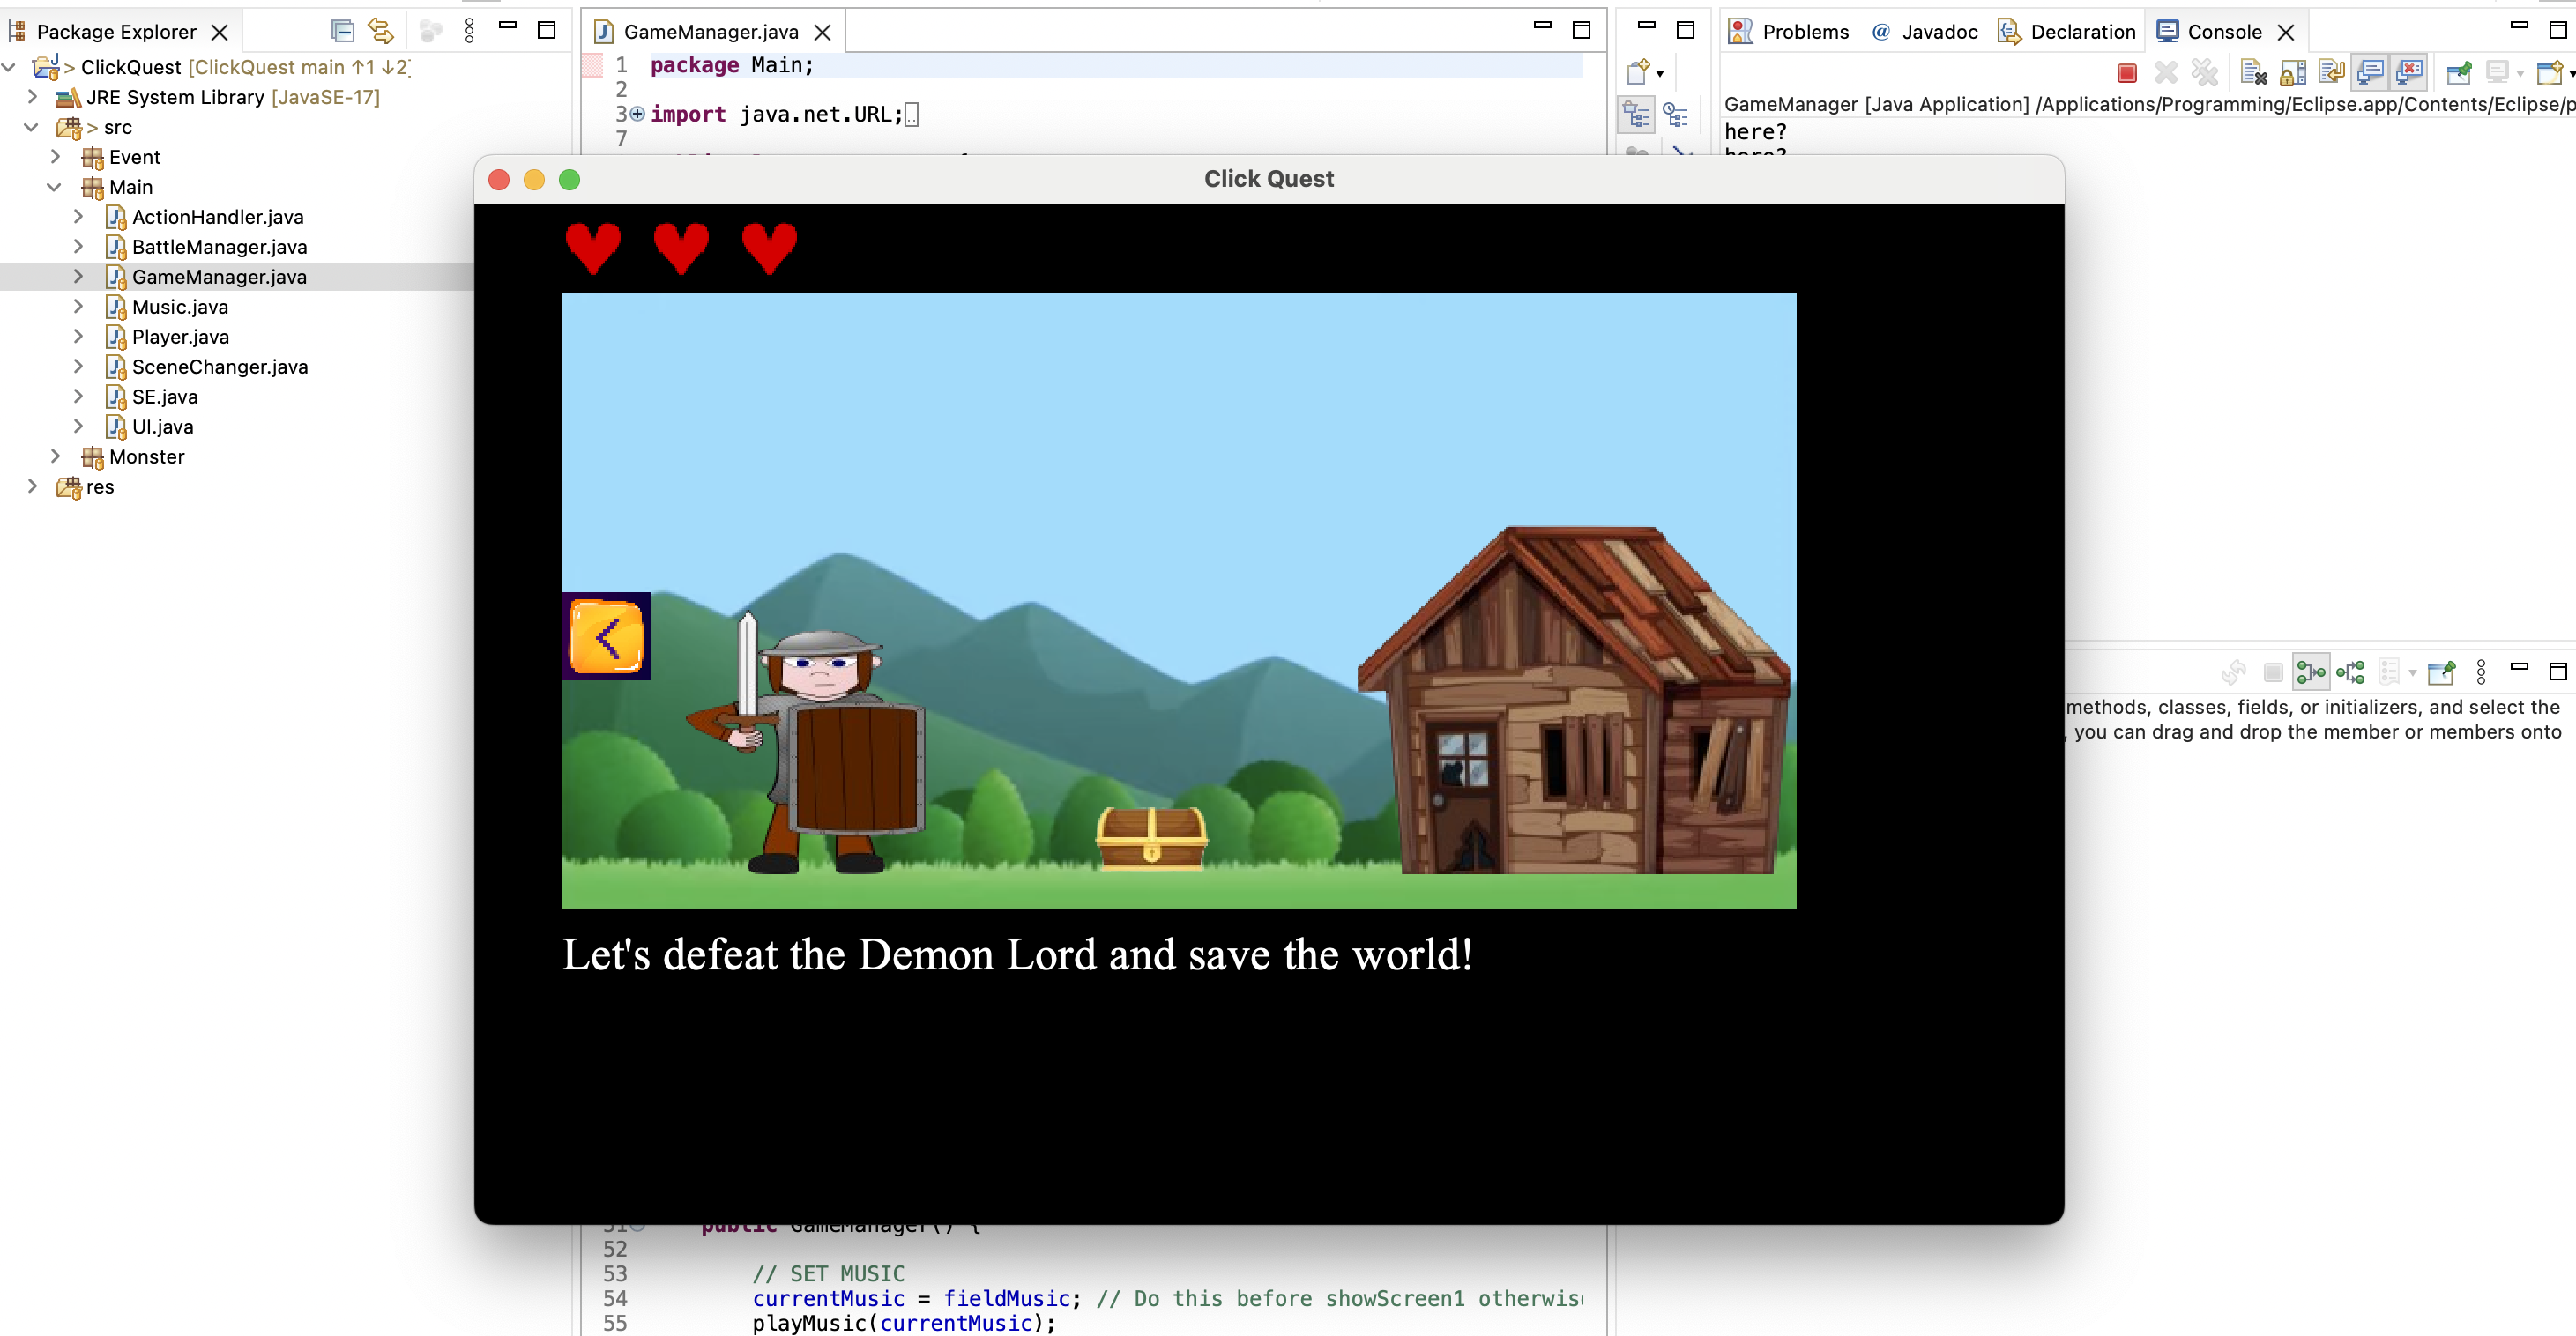 Package Explorer
> ClickQuest [ClickQuest main ↑1 ↓2]
JRE System Library [JavaSE-17]
> src
Event
Main
ActionHandler.java
BattleManager.java
GameManager.java
Music.java
Player.java
SceneChanger.java
SE.java
UI.java
Monster
res
GameManager.java
1 package Main;
2
3 import java.net.URL;
7
Click Quest
Let's defeat the Demon Lord and save the world!
51 public GameManager() {
52
53 // SET MUSIC
54 currentMusic = fieldMusic; // Do this before showScreen1 otherwis
55 playMusic(currentMusic);
Problems @ Javadoc Declaration Console
GameManager [Java Application] /Applications/Programming/Eclipse.app/Contents/Eclipse/p
here?
here?
methods, classes, fields, or initializers, and select the
, you can drag and drop the member or members onto